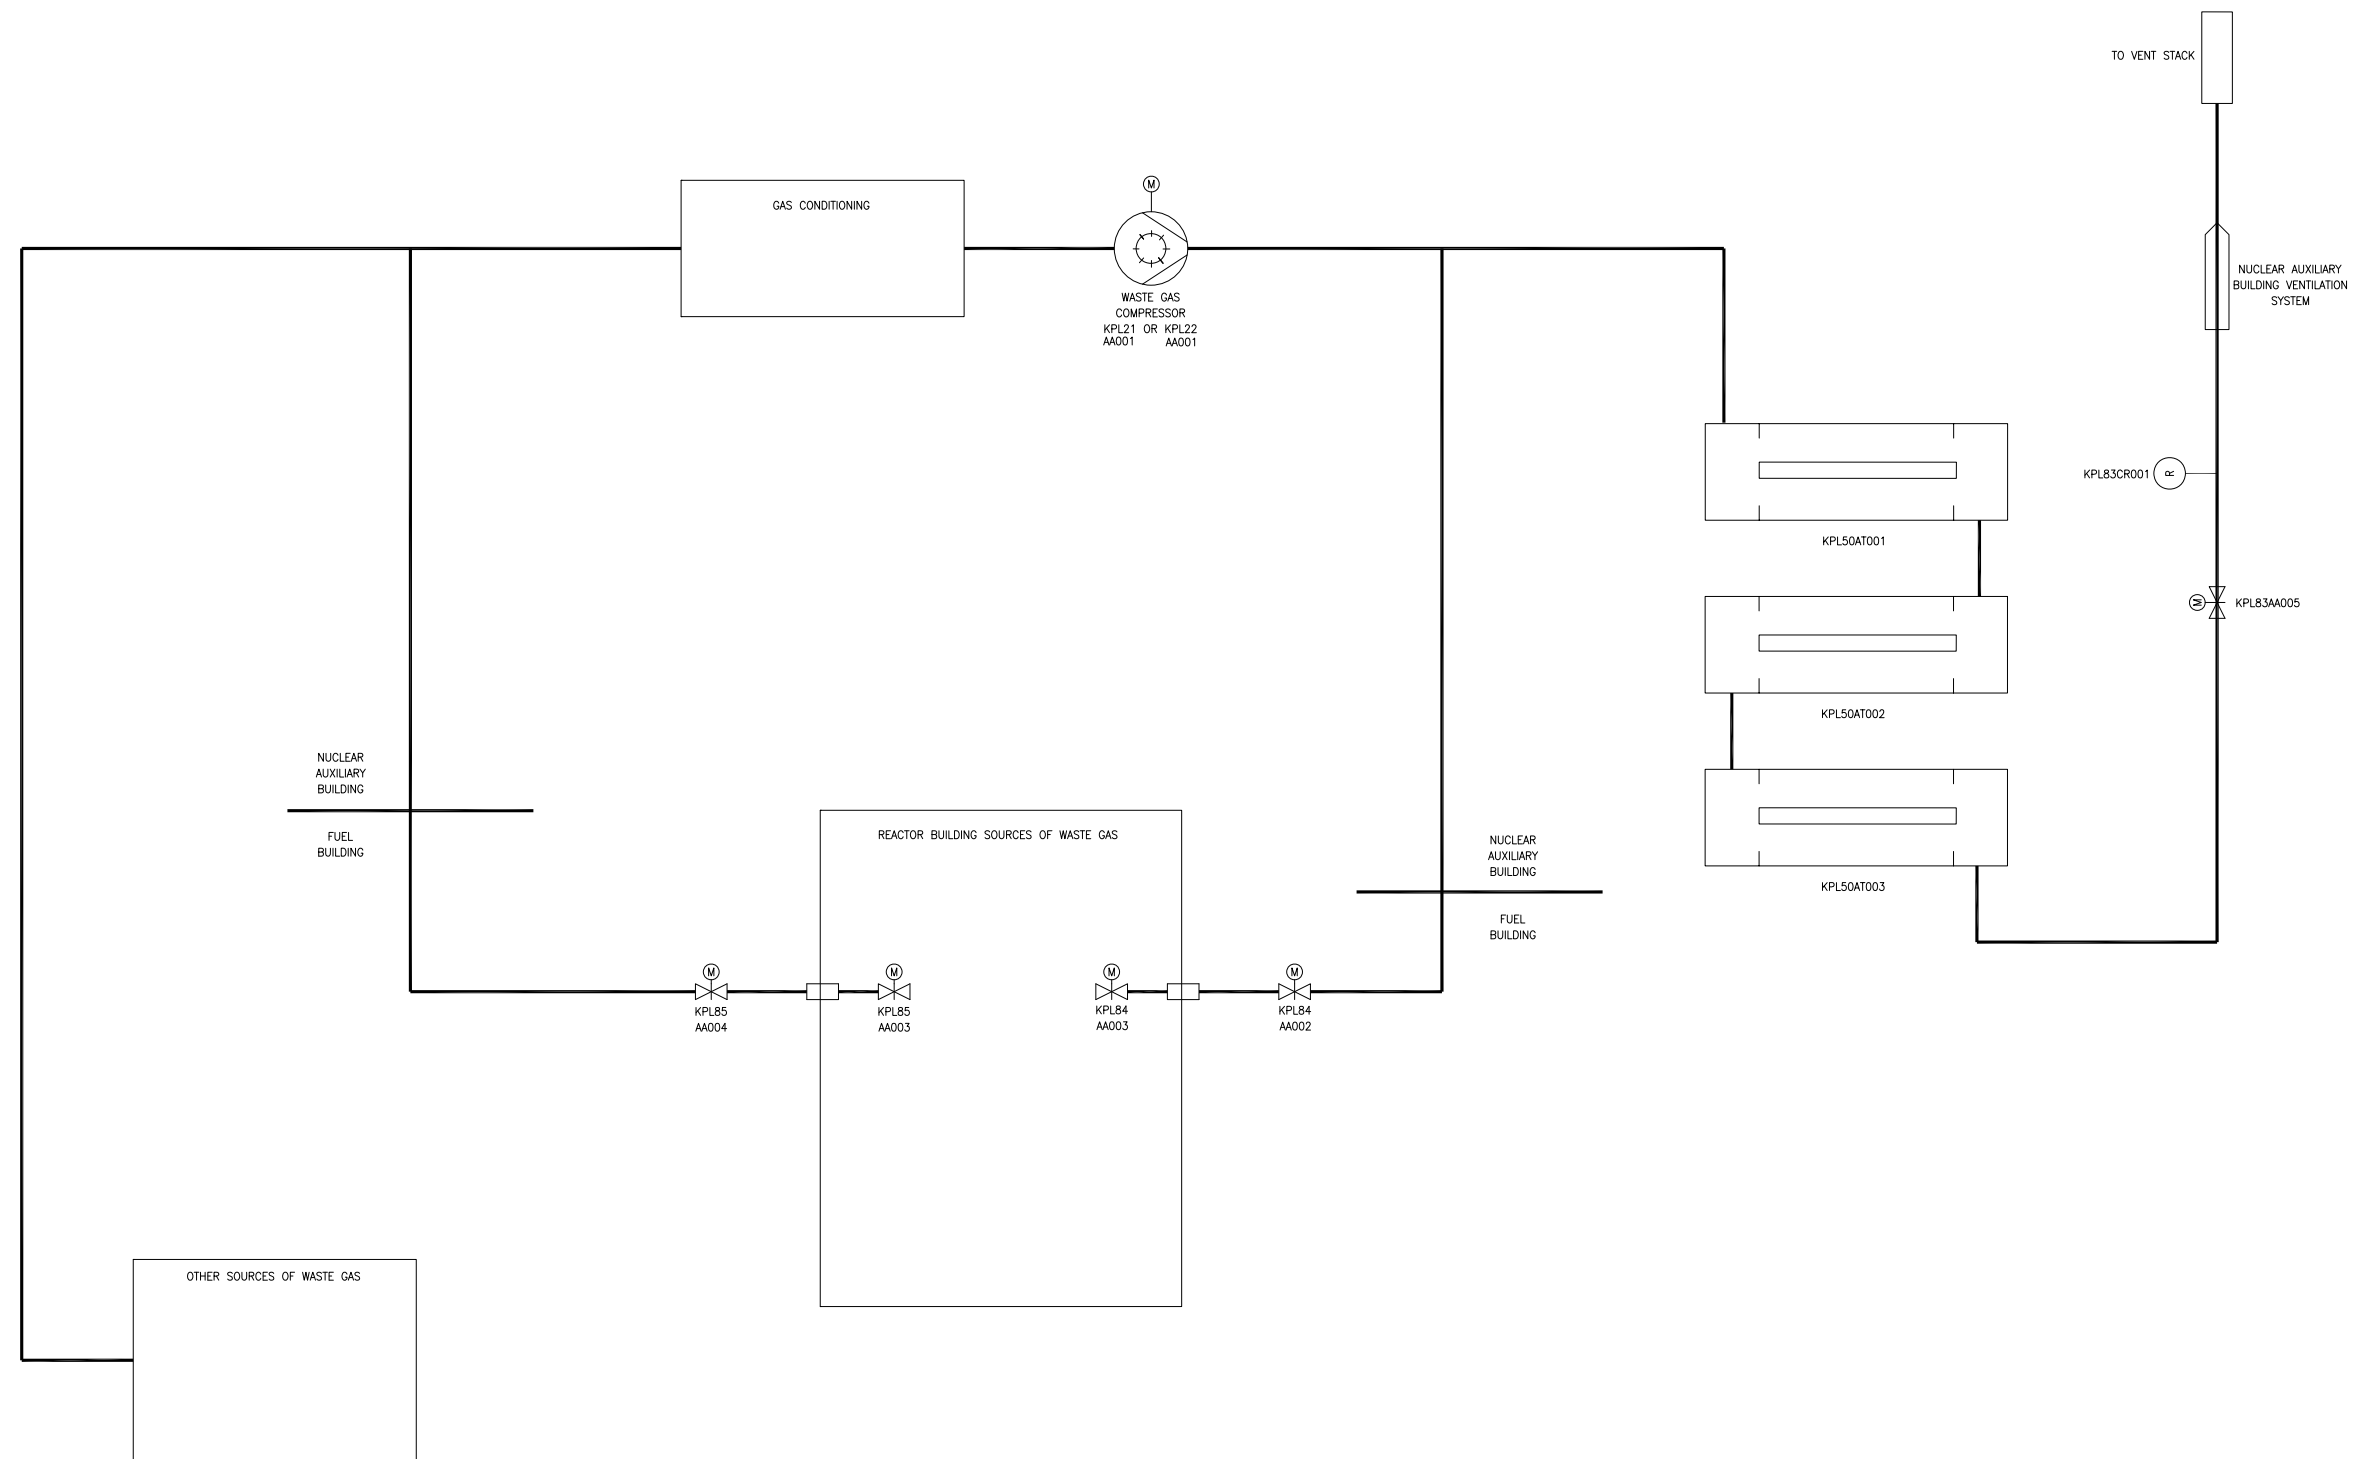 TO VENT STACK
M
GAS CONDITIONING
NUCLEAR AUXILIARY
BUILDING VENTILATION
SYSTEM
WASTE GAS
COMPRESSOR
KPL21 OR KPL22
AA001 AA001
KPL83CR001 R
KPL50AT001
M KPL83AA005
KPL50AT002
NUCLEAR
AUXILIARY
BUILDING
FUEL
BUILDING
REACTOR BUILDING SOURCES OF WASTE GAS
NUCLEAR
AUXILIARY
BUILDING
FUEL
BUILDING
KPL50AT003
M
KPL85
AA004
M
KPL85
AA003
M
KPL84
AA003
M
KPL84
AA002
OTHER SOURCES OF WASTE GAS